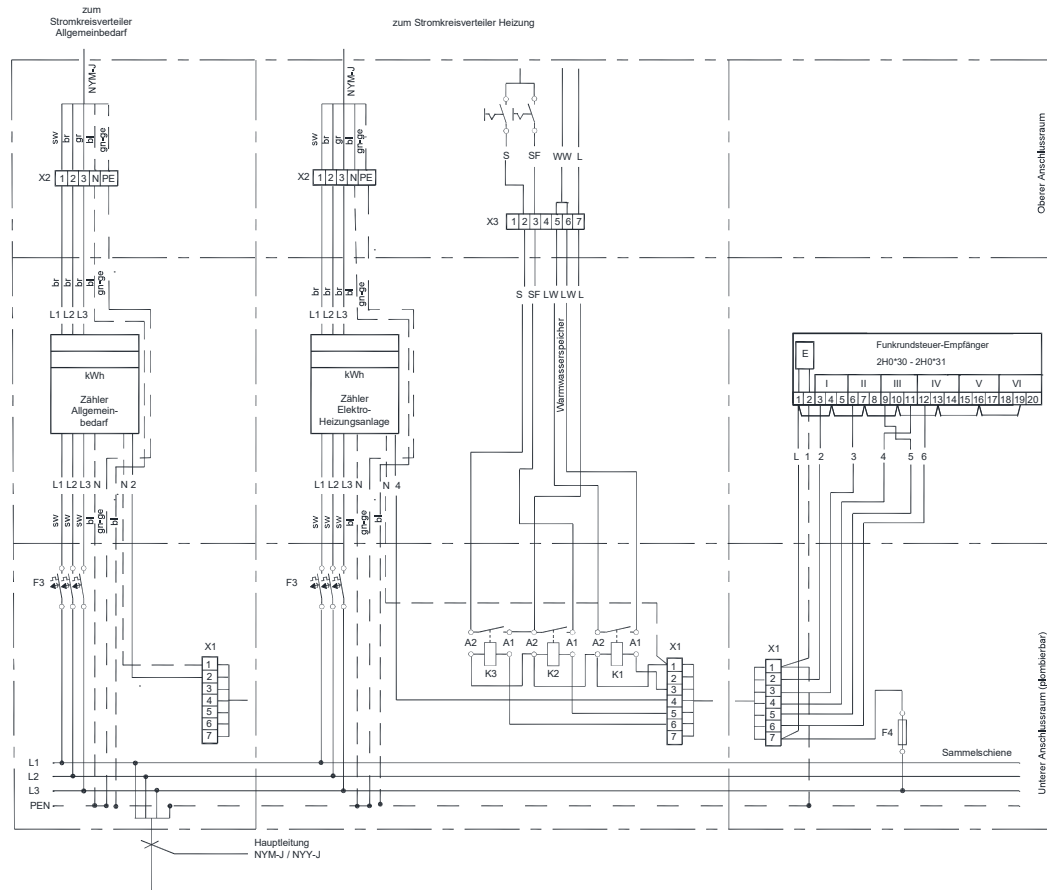 zum
Stromkreisverteiler
Allgemeinbedarf
zum Stromkreisverteiler Heizung
NYM-J
NYM-J
Oberer Anschlussraum
sw
br
gr
bl
gn-ge
sw
br
gr
bl
gn-ge
S SF WW L
X2 1 2 3 N PE
X2 1 2 3 N PE
X3 1 2 3 4 5 6 7
br
br
gr
bl
gn-ge
br
br
gr
bl
gn-ge
S SF LW LW L
L1 L2 L3
L1 L2 L3
Warmwasserspeicher
kWh
Zähler
Allgemein-
bedarf
kWh
Zähler
Elektro-
Heizungsanlage
E
Funkrundsteuer-Empfänger
2H0*30 - 2H0*31
I II III IV V VI
1 2 3 4 5 6 7 8 9 10 11 12 13 14 15 16 17 18 19 20
L 1 2 3 4 5 6
L1 L2 L3 N N 2
L1 L2 L3 N N 4
sw
sw
sw
bl
gn-ge
bl
sw
sw
sw
bl
gn-ge
bl
F3
F3
A2 A1 A2 A1 A2 A1
K3 K2 K1
X1
1
2
3
4
5
6
7
X1
1
2
3
4
5
6
7
X1
1
2
3
4
5
6
7
F4
Unterer Anschlussraum (plombierbar)
Sammelschiene
L1
L2
L3
PEN
Hauptleitung
NYM-J / NYY-J